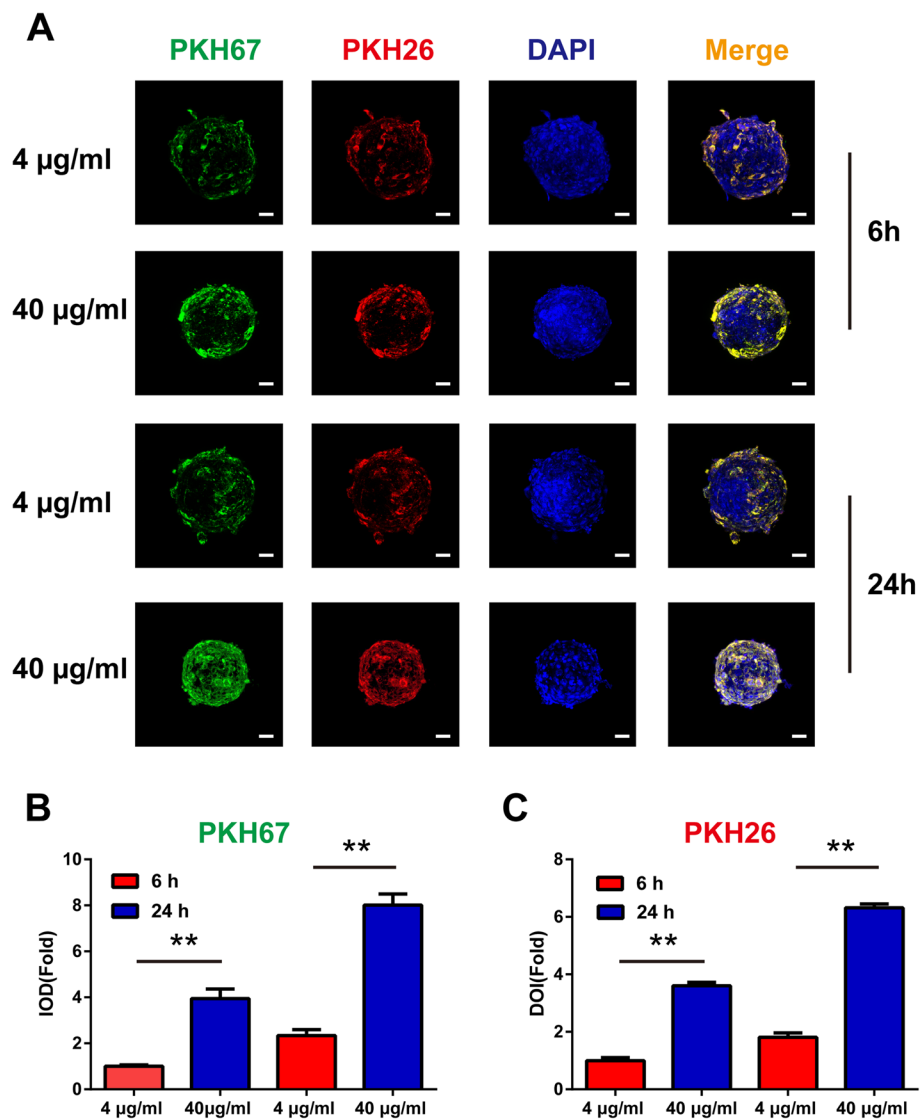 A
PKH67 PKH26 DAPI Merge
4 µg/ml
6h
40 µg/ml
4 µg/ml
24h
40 µg/ml
B
PKH67
10
8
6
4
2
0
IOD(Fold)
6 h
24 h
**
**
4 µg/ml 40µg/ml 4 µg/ml 40 µg/ml
C
PKH26
8
6
4
2
0
DOI(Fold)
6 h
24 h
**
**
4 µg/ml 40 µg/ml 4 µg/ml 40 µg/ml